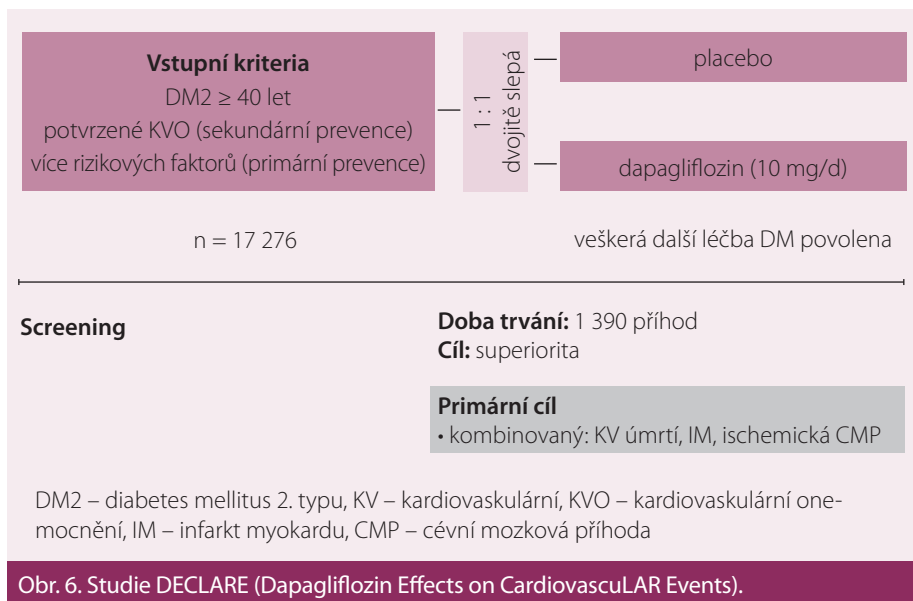 Vstupní kriteria
DM2 ≥ 40 let
potvrzené KVO (sekundární prevence)
více rizikových faktorů (primární prevence)
1 : 1
dvojitě slepá
placebo
dapagliflozin (10 mg/d)
n = 17 276
veškerá další léčba DM povolena
Screening
Doba trvání: 1 390 příhod
Cíl: superiorita
Primární cíl
• kombinovaný: KV úmrtí, IM, ischemická CMP
DM2 – diabetes mellitus 2. typu, KV – kardiovaskulární, KVO – kardiovaskulární one-
mocnění, IM – infarkt myokardu, CMP – cévní mozková příhoda
Obr. 6. Studie DECLARE (Dapagliflozin Effects on CardiovascuLAR Events).